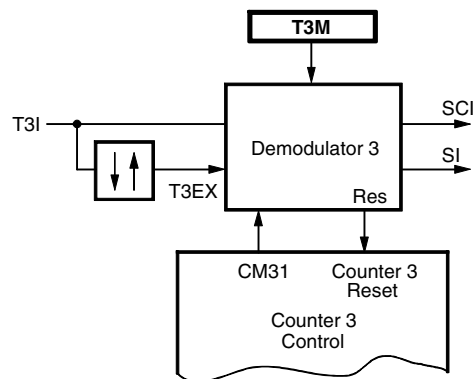 T3M
SCI
T3I
Demodulator 3
SI
T3EX
Res
CM31
Counter 3
Reset
Counter 3
Control